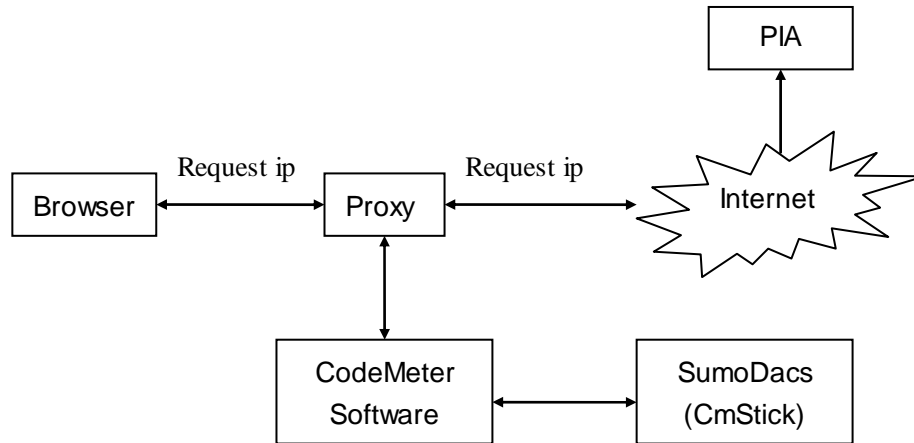 PIA
Request ip
Request ip
Browser
Proxy
Internet
CodeMeter
Software
SumoDacs
(CmStick)